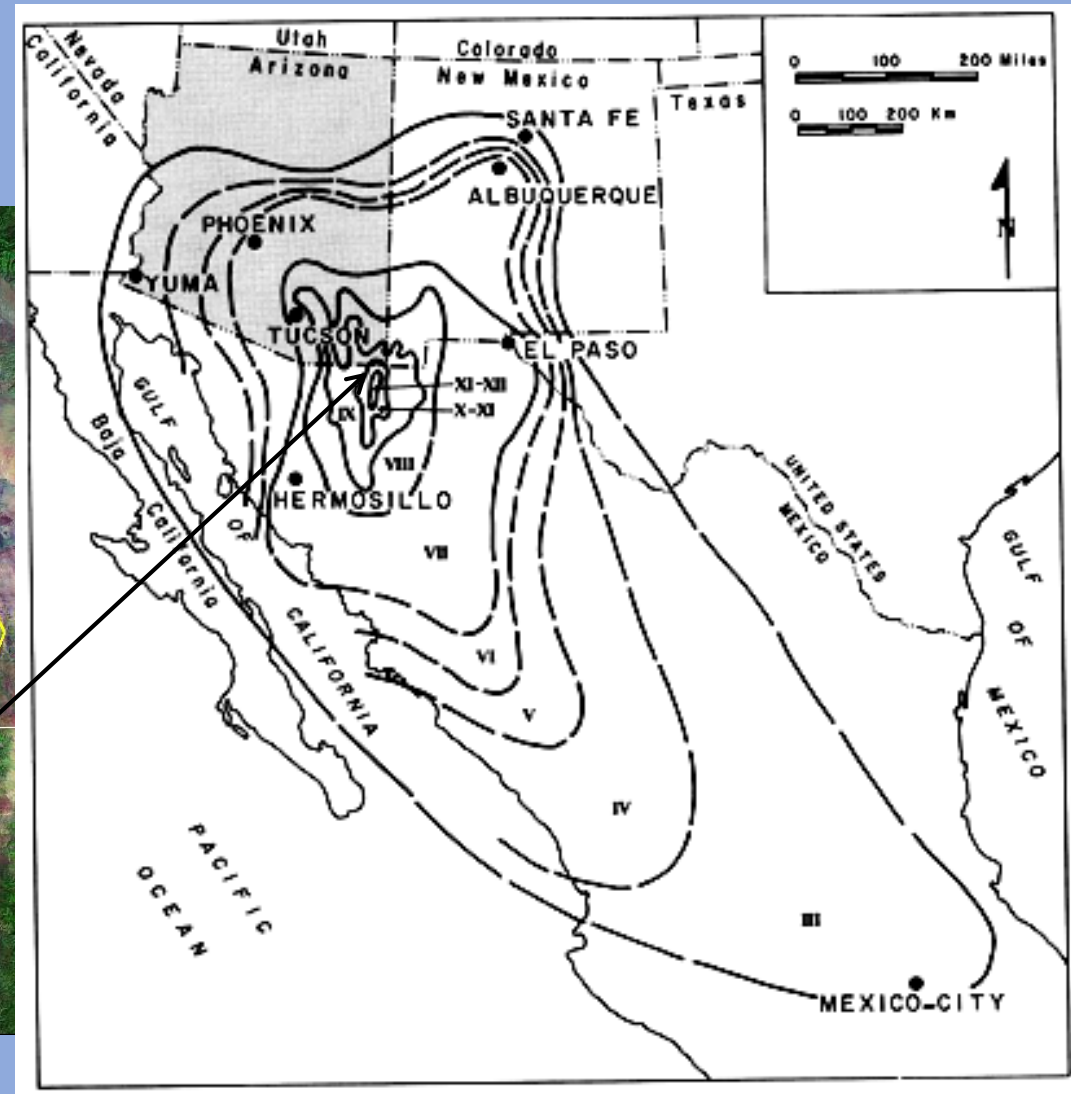 Nevada
California
Utah
Arizona
Colorado
New Mexico
Texas
0 100 200 Miles
0 100 200 Km
N
SANTA FE
ALBUQUERQUE
PHOENIX
YUMA
TUCSON
EL PASO
XI-XII
X-XI
IX
VIII
HERMOSILLO
VII
GULF
OF
CALIFORNIA
Baja
California
UNITED STATES
MEXICO
GULF
OF
MEXICO
VI
V
IV
III
PACIFIC
OCEAN
MEXICO-CITY